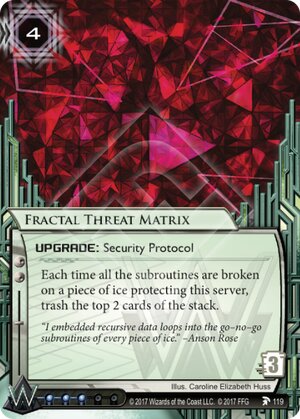 4
FRACTAL THREAT MATRIX
UPGRADE: Security Protocol
Each time all the subroutines are broken
on a piece of ice protecting this server,
trash the top 2 cards of the stack.
"I embedded recursive data loops into the go–no–go
subroutines of every piece of ice." –Anson Rose
3
Illus. Caroline Elizabeth Huss
© 2017 Wizards of the Coast LLC. © 2017 FFG
119